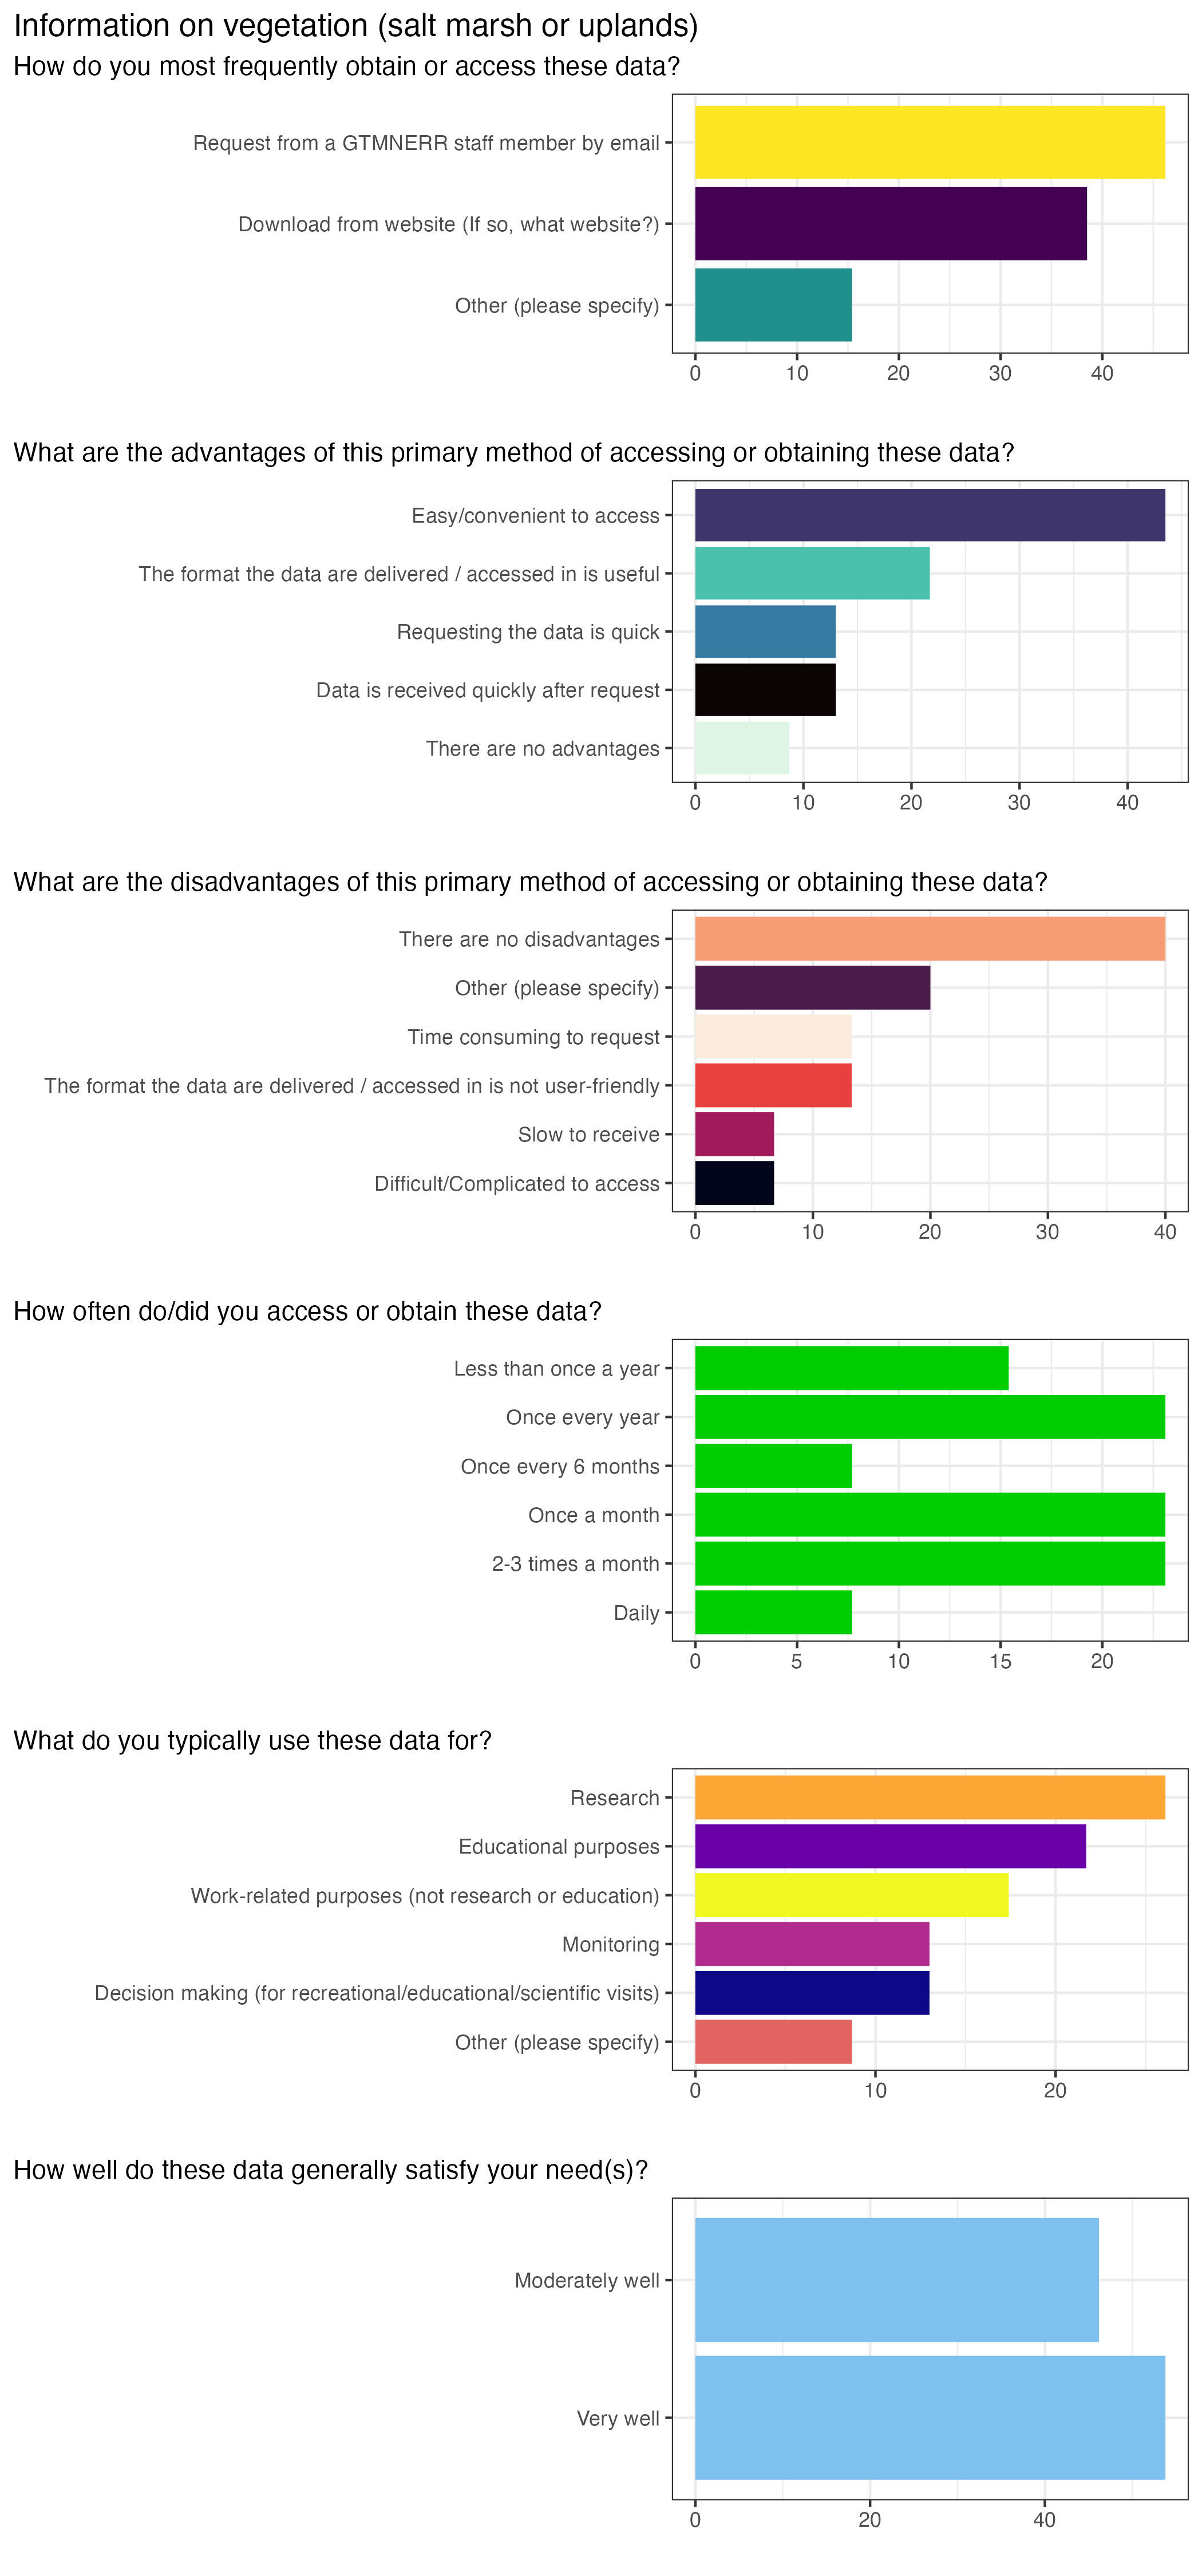 Information on vegetation (salt marsh or uplands)
How do you most frequently obtain or access these data?
Request from a GTMNERR staff member by email
Download from website (If so, what website?)
Other (please specify)
0 10 20 30 40
What are the advantages of this primary method of accessing or obtaining these data?
Easy/convenient to access
The format the data are delivered / accessed in is useful
Requesting the data is quick
Data is received quickly after request
There are no advantages
0 10 20 30 40
What are the disadvantages of this primary method of accessing or obtaining these data?
There are no disadvantages
Other (please specify)
Time consuming to request
The format the data are delivered / accessed in is not user-friendly
Slow to receive
Difficult/Complicated to access
0 10 20 30 40
How often do/did you access or obtain these data?
Less than once a year
Once every year
Once every 6 months
Once a month
2-3 times a month
Daily
0 5 10 15 20
What do you typically use these data for?
Research
Educational purposes
Work-related purposes (not research or education)
Monitoring
Decision making (for recreational/educational/scientific visits)
Other (please specify)
0 10 20
How well do these data generally satisfy your need(s)?
Moderately well
Very well
0 20 40